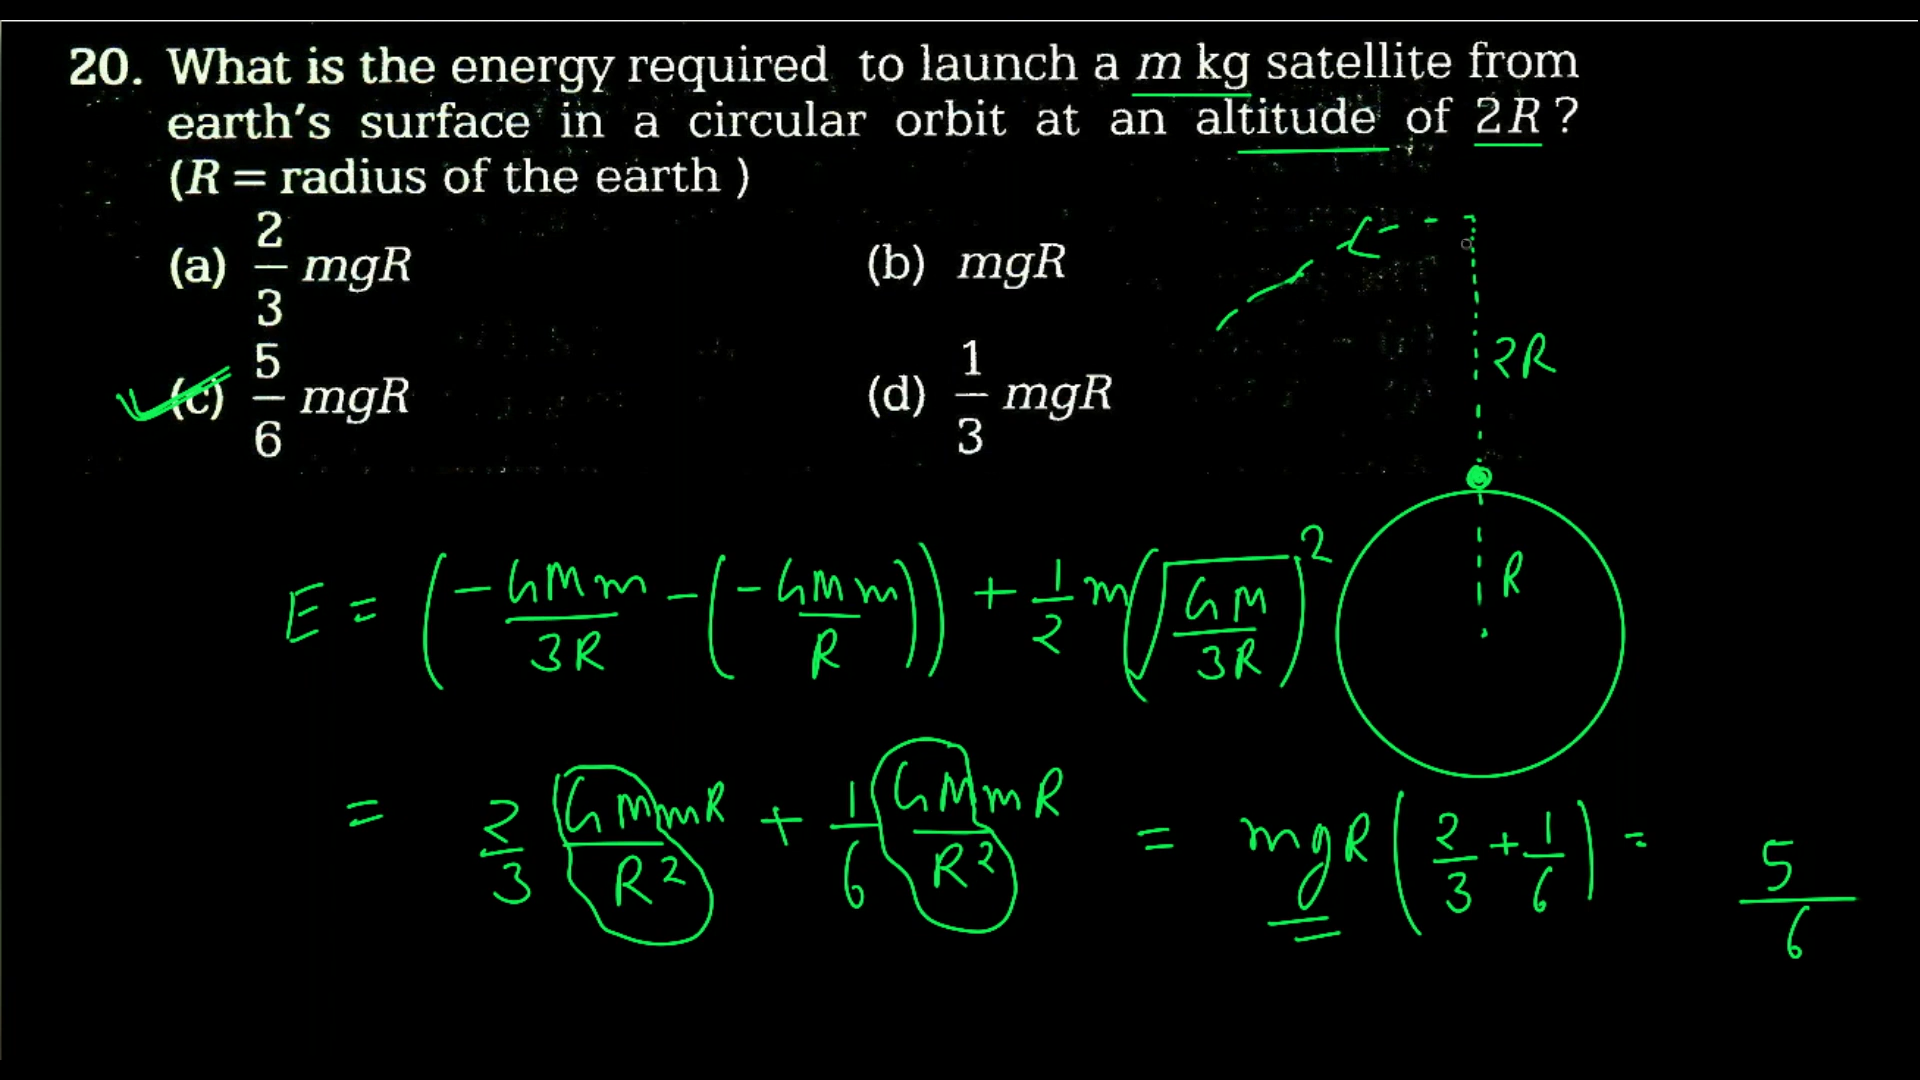 20. What is the energy required to launch a m kg satellite from
earth's surface in a circular orbit at an altitude of 2R ?
(R = radius of the earth )
(a) 2/3 mgR (b) mgR
(c) 5/6 mgR (d) 1/3 mgR
2R
R
E = (-GMm/3R - (-GMm/R)) + 1/2 m(√(GM/3R))²
= 2/3 GMmR/R² + 1/6 GMmR/R² = mgR (2/3 + 1/6) = 5/6